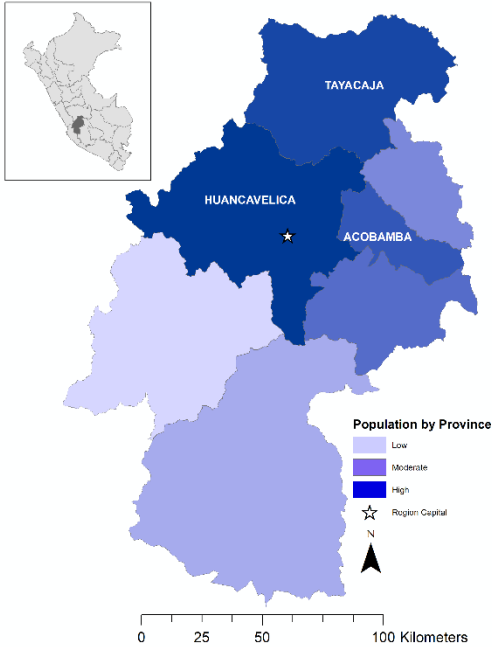 TAYACAJA
HUANCAVELICA
ACOBAMBA
Population by Province
Low
Moderate
High
Region Capital
N
0 25 50 100 Kilometers